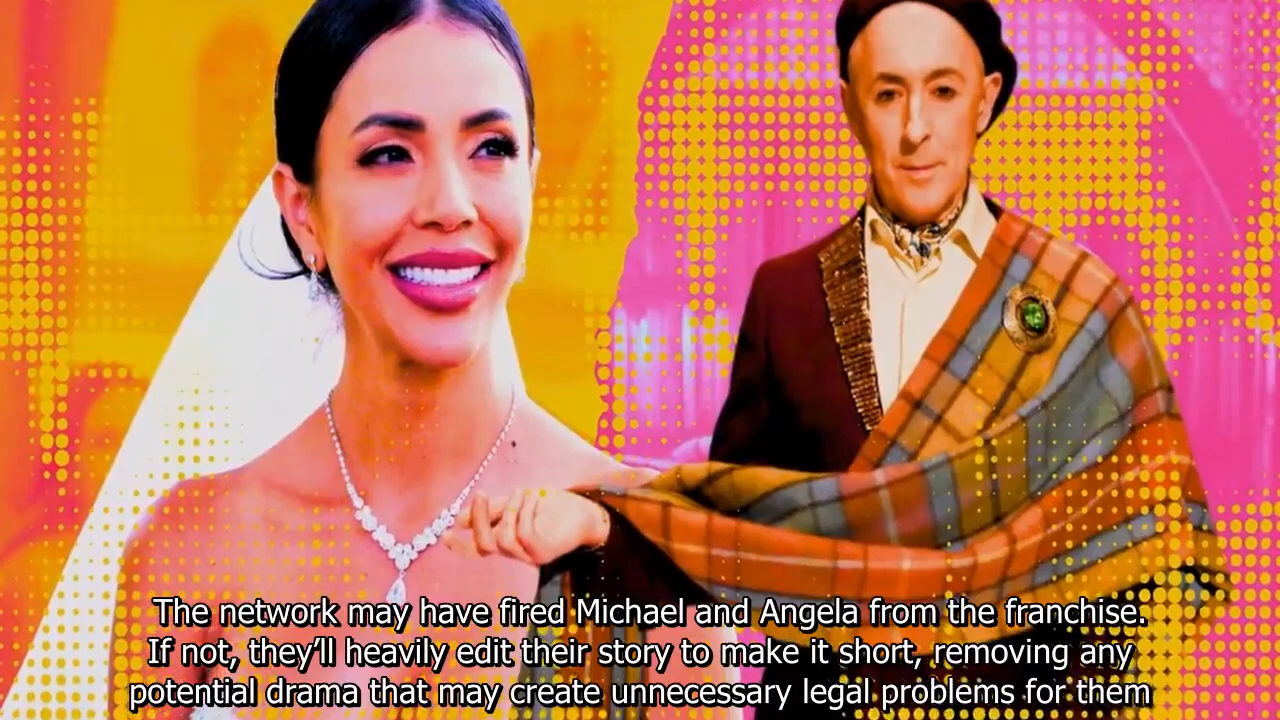 The network may have fired Michael and Angela from the franchise.
If not, they’ll heavily edit their story to make it short, removing any
potential drama that may create unnecessary legal problems for them